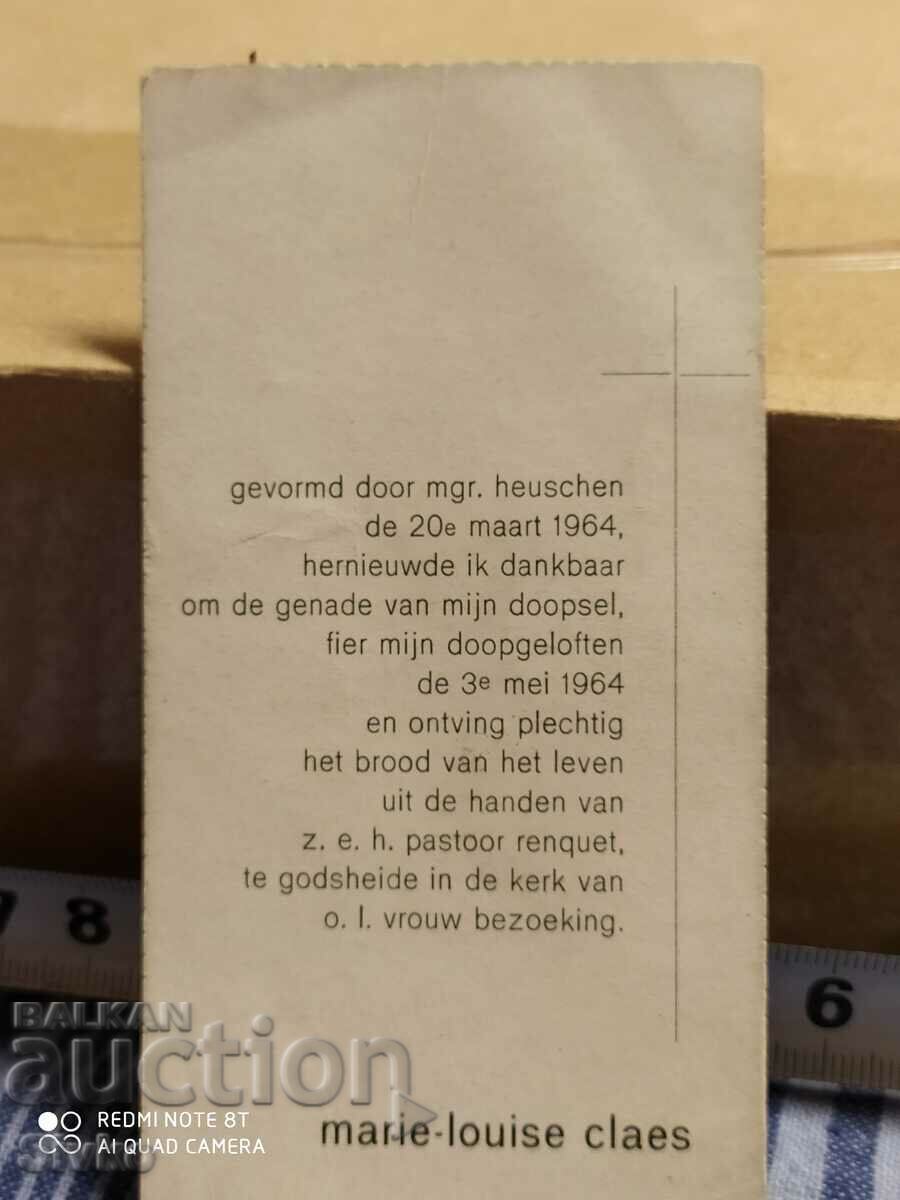 gevormd door mgr. heuschen
de 20e maart 1964,
hernieuwde ik dankbaar
om de genade van mijn doopsel,
fier mijn doopgeloften
de 3e mei 1964
en ontving plechtig
het brood van het leven
uit de handen van
z. e. h. pastoor renquet,
te godsheide in de kerk van
o. l. vrouw bezoeking.
8
6
BALKAN
auction
REDMI NOTE 8T
AI QUAD CAMERA
marie-louise claes